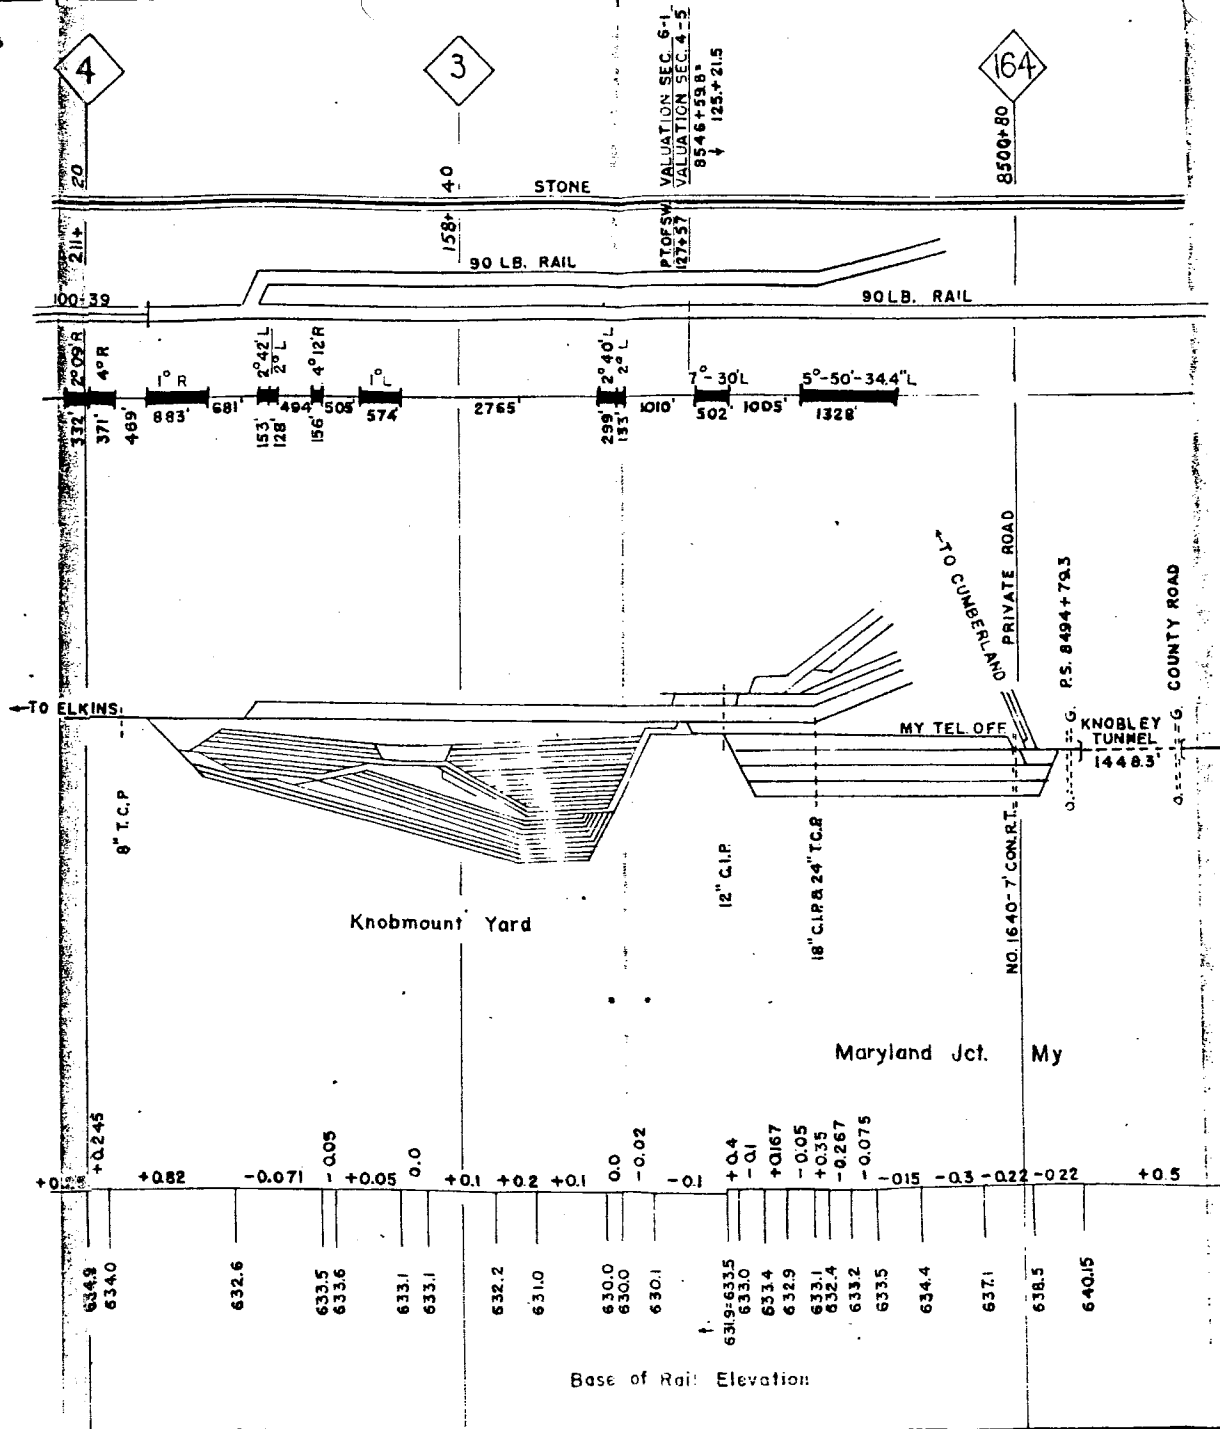 4
3
164
211+ 20
158+ 40
PT. OF SW.
127+57
VALUATION SEC. 6-1
VALUATION SEC. 4-5
8546+59.8=
125+21.5
8500+80
STONE
90 LB. RAIL
100-39
90 LB. RAIL
2°09'R
4°R
1°R
2°42'L
2°L
4°12'R
1°L
2°40'L
2°L
7°-30'L
5°-50'-34.4"L
332'
371'
469'
883'
681'
153'
128'
494'
156'
505'
574'
2765'
299'
133'
1010'
502'
1005'
1328'
←TO CUMBERLAND
PRIVATE ROAD
P.S. 8494+79.3
COUNTY ROAD
←TO ELKINS
MY TEL. OFF.
G.
KNOBLEY
TUNNEL
1448.3'
G.
8" T.C.P.
12" C.I.P.
18" C.I.P. & 24" T.C.P.
NO. 1640-7' CON. R.T.
Knobmount Yard
Maryland Jct. My
+0.245
+0.82
-0.071
-0.05
+0.05
0.0
+0.1
+0.2
+0.1
0.0
-0.02
-0.1
+0.4
-0.1
+0.167
-0.05
+0.35
-0.267
-0.075
-015
-0.3
-0.22
-0.22
+0.5
634.9
634.0
632.6
633.5
633.6
633.1
633.1
632.2
631.0
630.0
630.0
630.1
631.9=633.5
633.0
633.4
632.9
633.1
632.4
633.2
633.5
634.4
637.1
638.5
640.15
Base of Rail Elevation